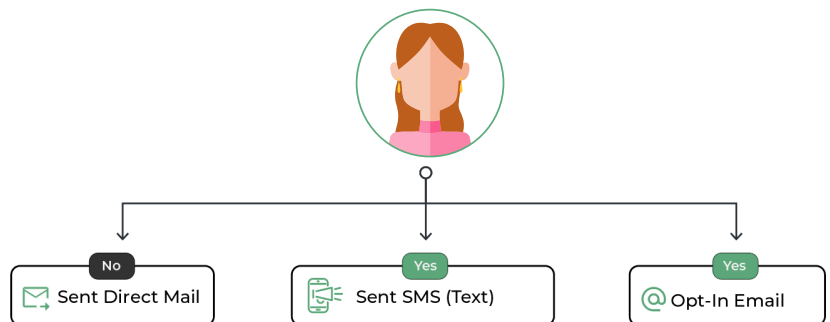 No
Yes
Yes
Sent Direct Mail
Sent SMS (Text)
Opt-In Email